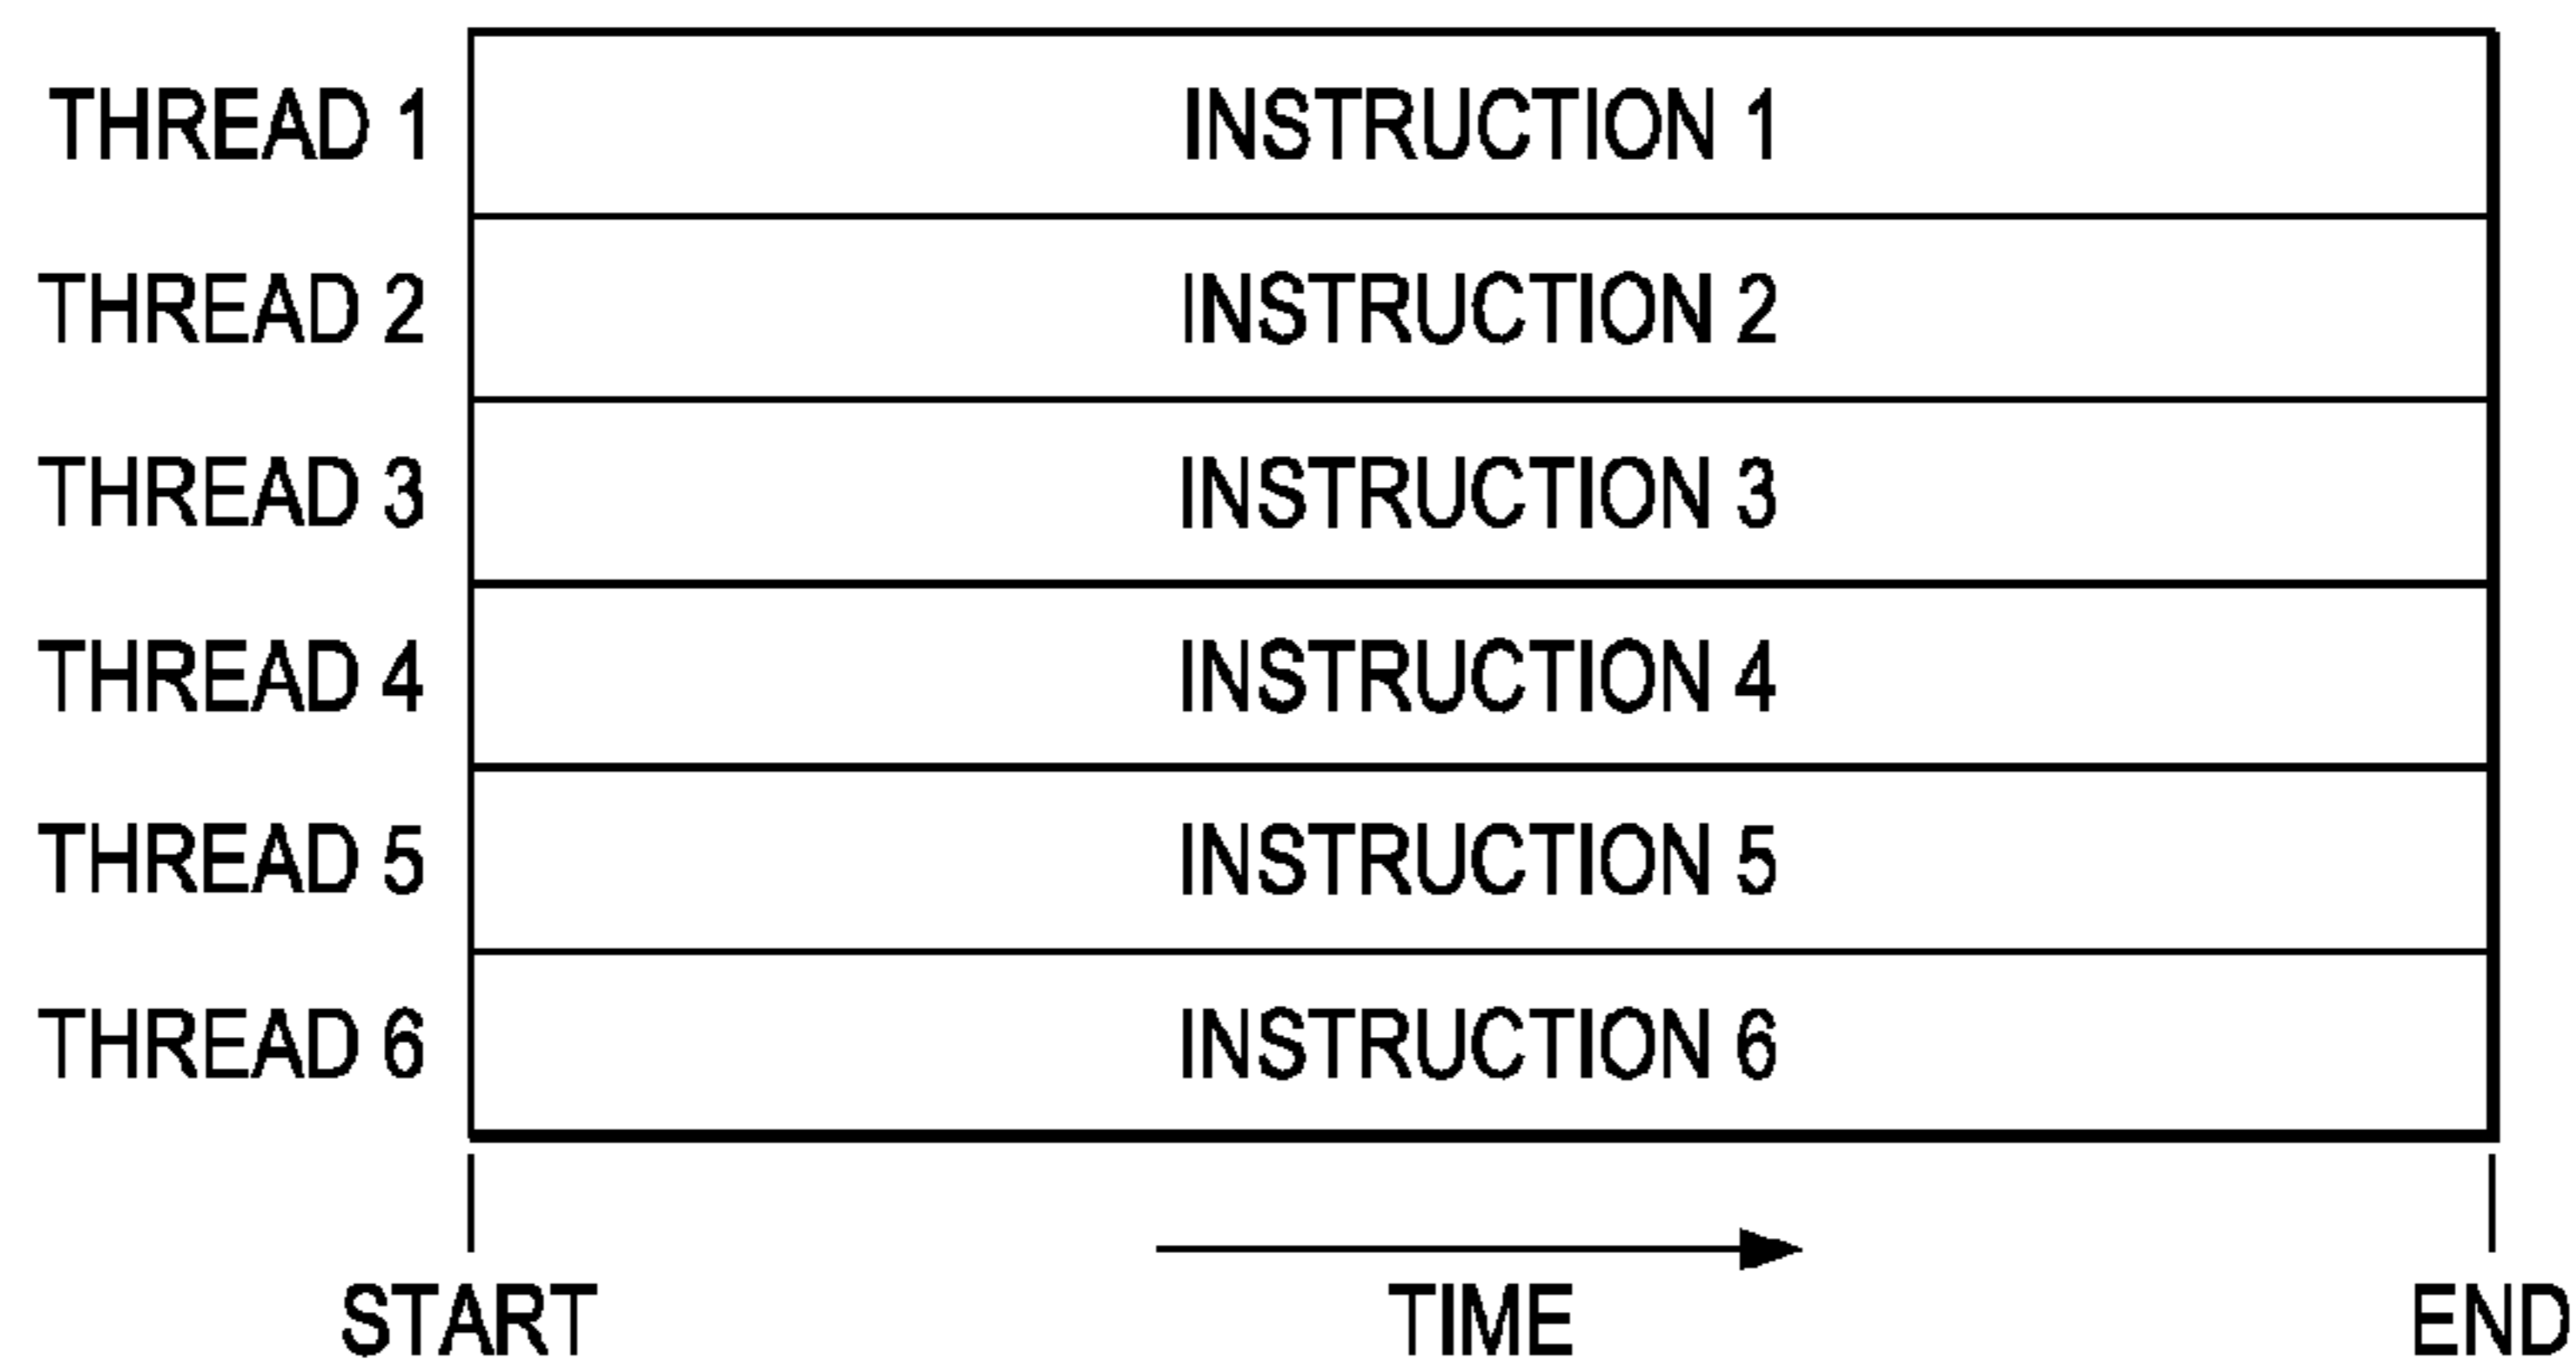 THREAD 1 INSTRUCTION 1
THREAD 2 INSTRUCTION 2
THREAD 3 INSTRUCTION 3
THREAD 4 INSTRUCTION 4
THREAD 5 INSTRUCTION 5
THREAD 6 INSTRUCTION 6
START TIME END